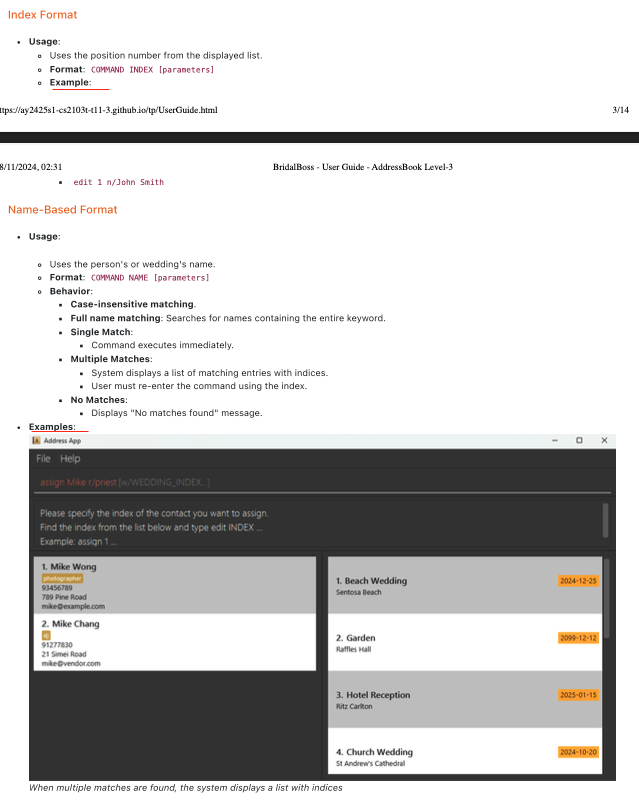 Index Format
Usage:
Uses the position number from the displayed list.
Format: COMMAND INDEX [parameters]
Example:
ttps://ay2425s1-cs2103t-t11-3.github.io/tp/UserGuide.html 3/14
8/11/2024, 02:31 BridalBoss - User Guide - AddressBook Level-3
edit 1 n/John Smith
Name-Based Format
Usage:
Uses the person's or wedding's name.
Format: COMMAND NAME [parameters]
Behavior:
Case-insensitive matching.
Full name matching: Searches for names containing the entire keyword.
Single Match:
Command executes immediately.
Multiple Matches:
System displays a list of matching entries with indices.
User must re-enter the command using the index.
No Matches:
Displays "No matches found" message.
Examples:
Address App
File Help
assign Mike r/priest [w/WEDDING_INDEX...]
Please specify the index of the contact you want to assign.
Find the index from the list below and type edit INDEX ...
Example: assign 1 ...
1. Mike Wong
photographer
93456789
789 Pine Road
mike@example.com
2. Mike Chang
91277830
21 Simei Road
mike@vendor.com
1. Beach Wedding 2024-12-25
Sentosa Beach
2. Garden 2099-12-12
Raffles Hall
3. Hotel Reception 2025-01-15
Ritz Carlton
4. Church Wedding 2024-10-20
St Andrew's Cathedral
When multiple matches are found, the system displays a list with indices